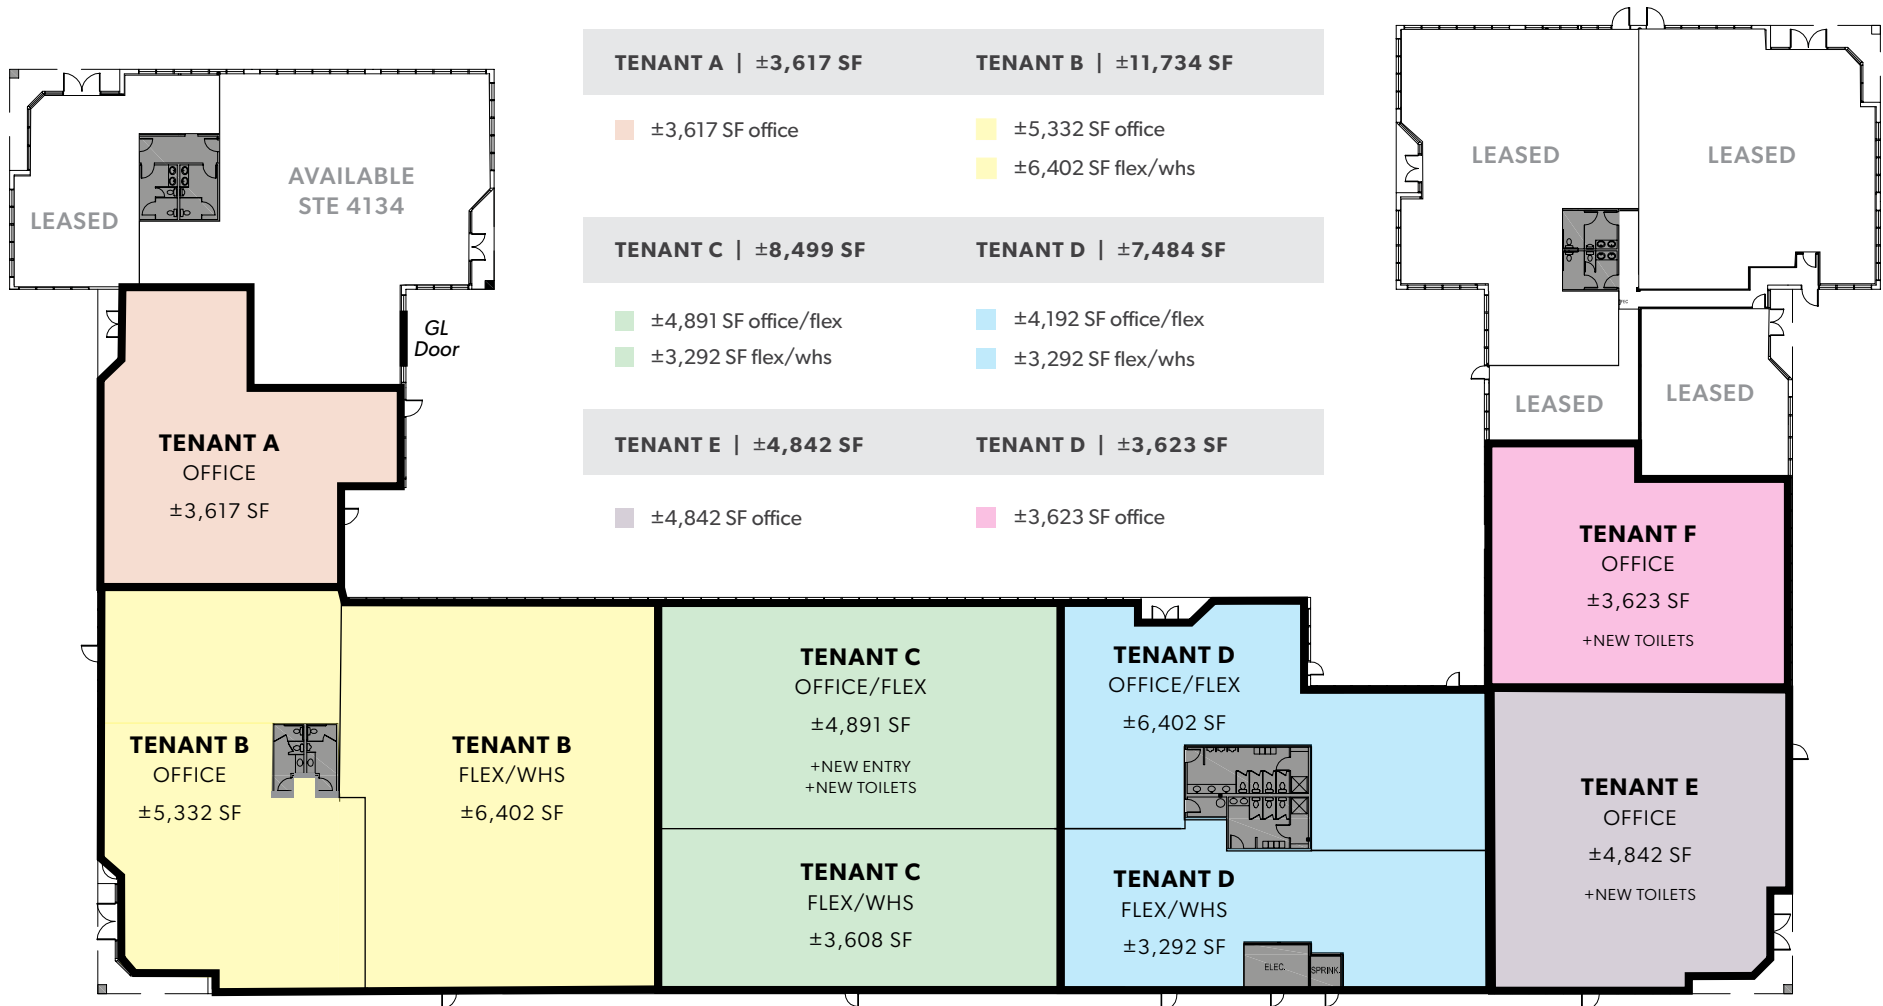 TENANT A | ±3,617 SF
TENANT B | ±11,734 SF
±3,617 SF office
±5,332 SF office
±6,402 SF flex/whs
TENANT C | ±8,499 SF
TENANT D | ±7,484 SF
±4,891 SF office/flex
±3,292 SF flex/whs
±4,192 SF office/flex
±3,292 SF flex/whs
TENANT E | ±4,842 SF
TENANT D | ±3,623 SF
±4,842 SF office
±3,623 SF office
LEASED
AVAILABLE
STE 4134
GL
Door
LEASED
LEASED
LEASED
LEASED
TENANT A
OFFICE
±3,617 SF
TENANT B
OFFICE
±5,332 SF
TENANT B
FLEX/WHS
±6,402 SF
TENANT C
OFFICE/FLEX
±4,891 SF
+NEW ENTRY
+NEW TOILETS
TENANT C
FLEX/WHS
±3,608 SF
TENANT D
OFFICE/FLEX
±6,402 SF
TENANT D
FLEX/WHS
±3,292 SF
ELEC.
SPRINK.
TENANT F
OFFICE
±3,623 SF
+NEW TOILETS
TENANT E
OFFICE
±4,842 SF
+NEW TOILETS